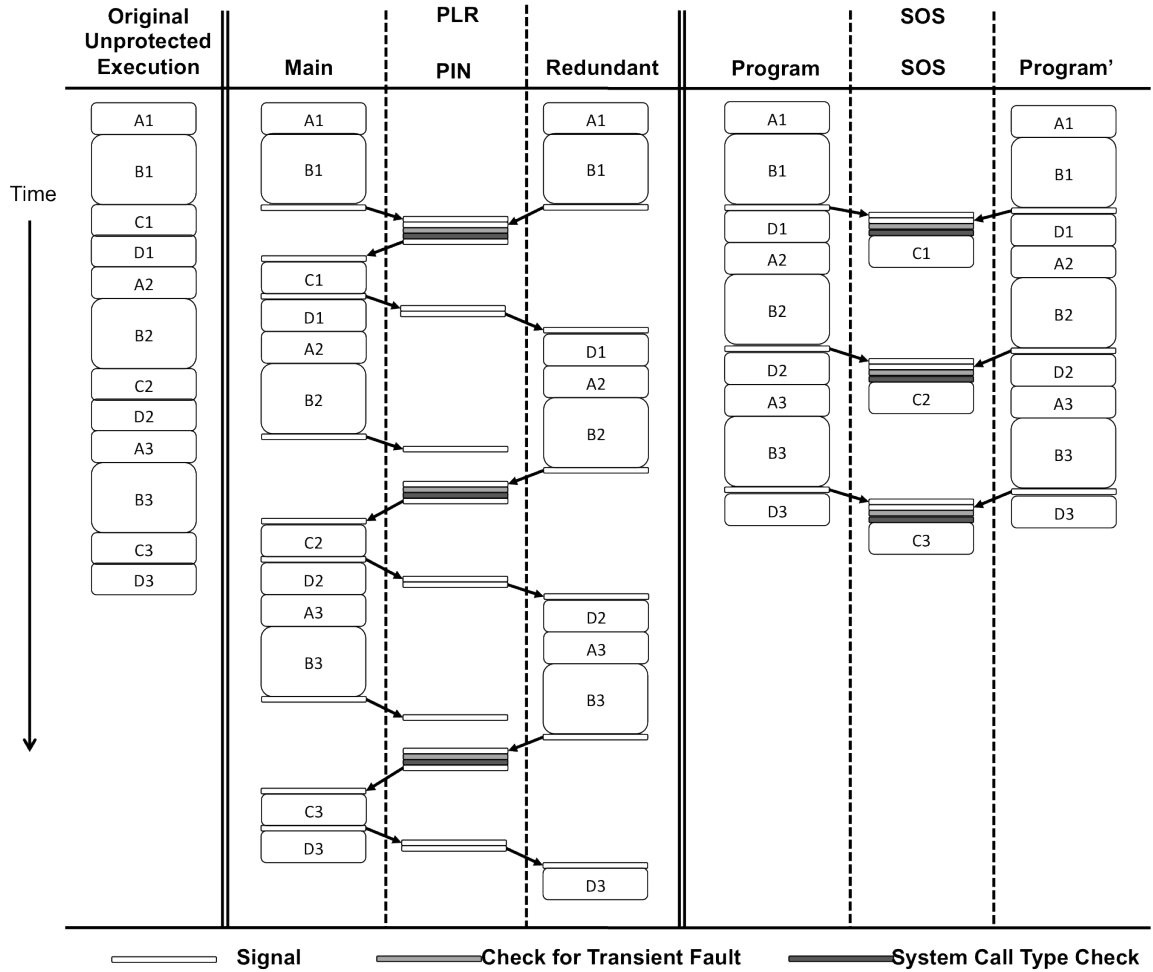 PLR
SOS
Original
Unprotected
Execution
Main
PIN
Redundant
Program
SOS
Program’
Time
A1
B1
C1
D1
A2
B2
C2
D2
A3
B3
C3
D3
A1
B1
C1
D1
A2
B2
C2
D2
A3
B3
C3
D3
A1
B1
D1
A2
B2
D2
A3
B3
D3
A1
B1
D1
A2
B2
D2
A3
B3
D3
C1
C2
C3
A1
B1
D1
A2
B2
D2
A3
B3
D3
Signal
Check for Transient Fault
System Call Type Check